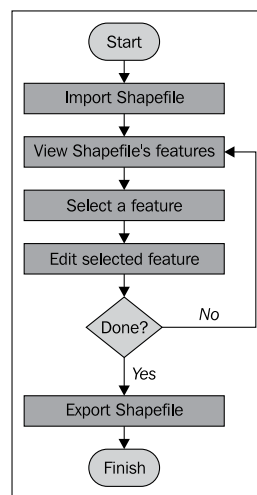 Start
Import Shapefile
View Shapefile's features
Select a feature
Edit selected feature
Done?
No
Yes
Export Shapefile
Finish